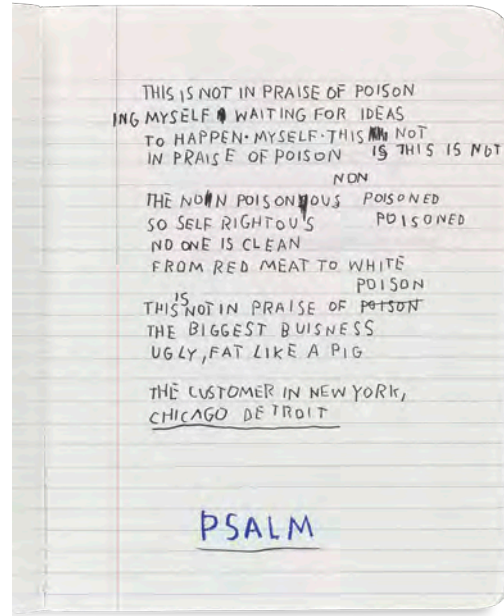 THIS IS NOT IN PRAISE OF POISON
ING MYSELF WAITING FOR IDEAS
TO HAPPEN·MYSELF·THIS NOT
IN PRAISE OF POISON IS THIS IS NOT
NON
THE NON POISONOUS POISONED
SO SELF RIGHTOUS POISONED
NO ONE IS CLEAN
FROM RED MEAT TO WHITE
POISON
IS
THIS NOT IN PRAISE OF POISON
THE BIGGEST BUISNESS
UGLY, FAT LIKE A PIG
THE CUSTOMER IN NEW YORK,
CHICAGO DETROIT
PSALM